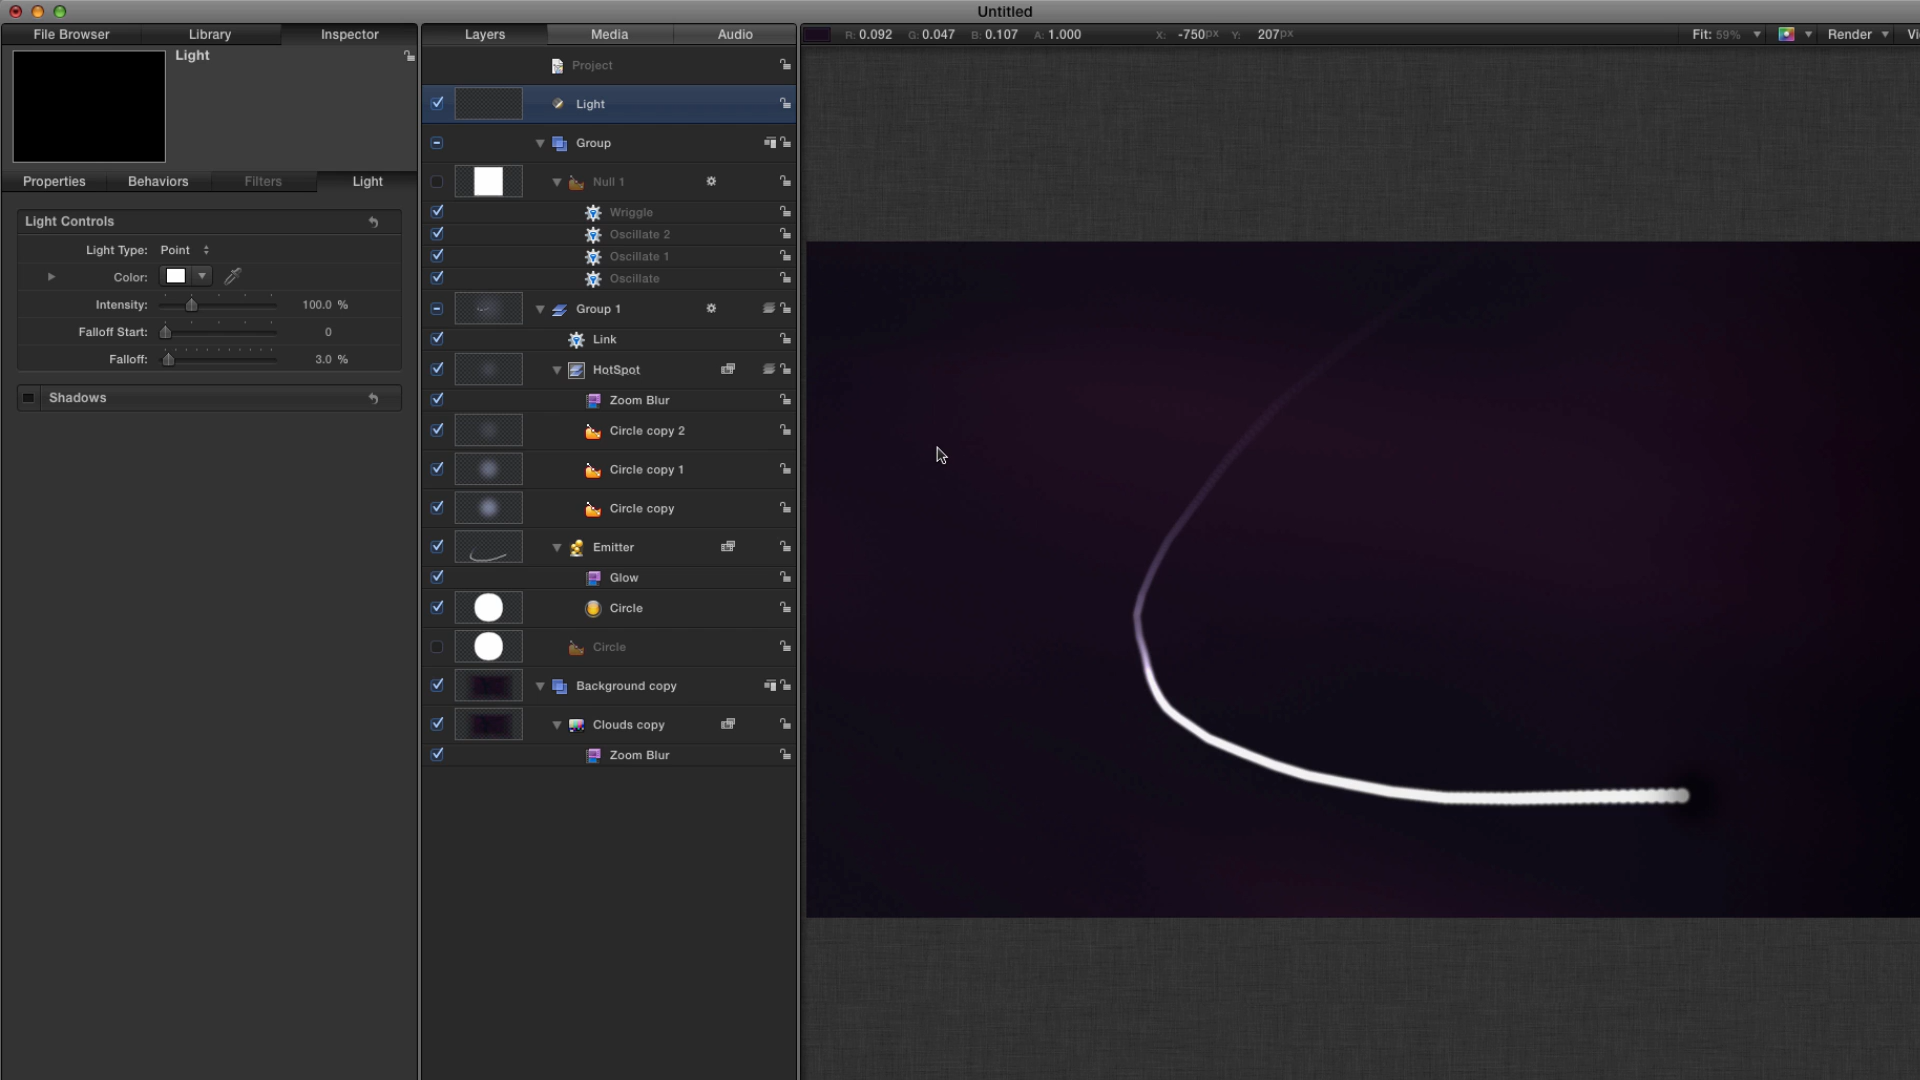 Untitled
File Browser Library Inspector
Layers Media Audio
R: 0.092 G: 0.047 B: 0.107 A: 1.000 X: -750px Y: 207px
Fit: 59% Render Vi
Light
Properties Behaviors Filters Light
Light Controls
Light Type: Point
Color:
Intensity: 100.0 %
Falloff Start: 0
Falloff: 3.0 %
Shadows
Project
Light
Group
Null 1
Wriggle
Oscillate 2
Oscillate 1
Oscillate
Group 1
Link
HotSpot
Zoom Blur
Circle copy 2
Circle copy 1
Circle copy
Emitter
Glow
Circle
Circle
Background copy
Clouds copy
Zoom Blur